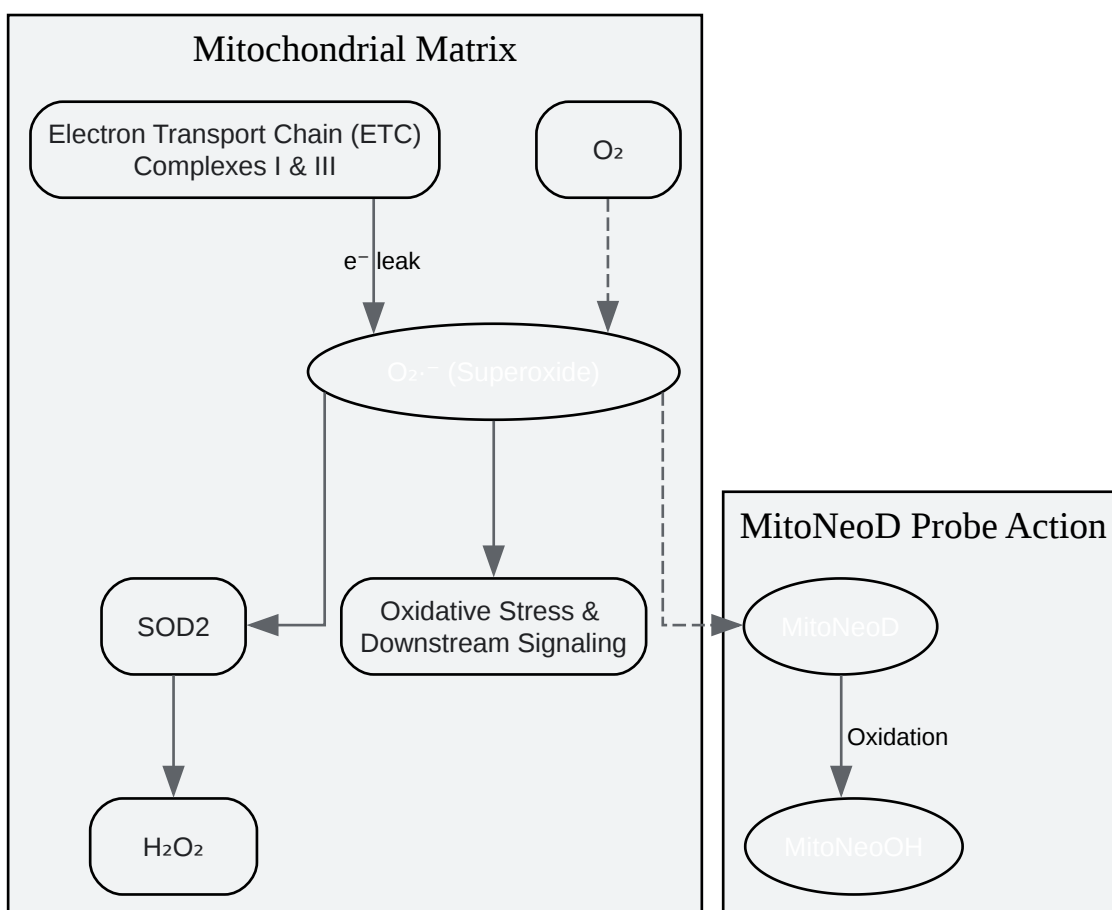 Mitochondrial Matrix
Electron Transport Chain (ETC)
Complexes I & III
O₂
e⁻ leak
O₂·⁻ (Superoxide)
MitoNeoD Probe Action
SOD2
Oxidative Stress &
Downstream Signaling
MitoNeoD
Oxidation
H₂O₂
MitoNeoOH